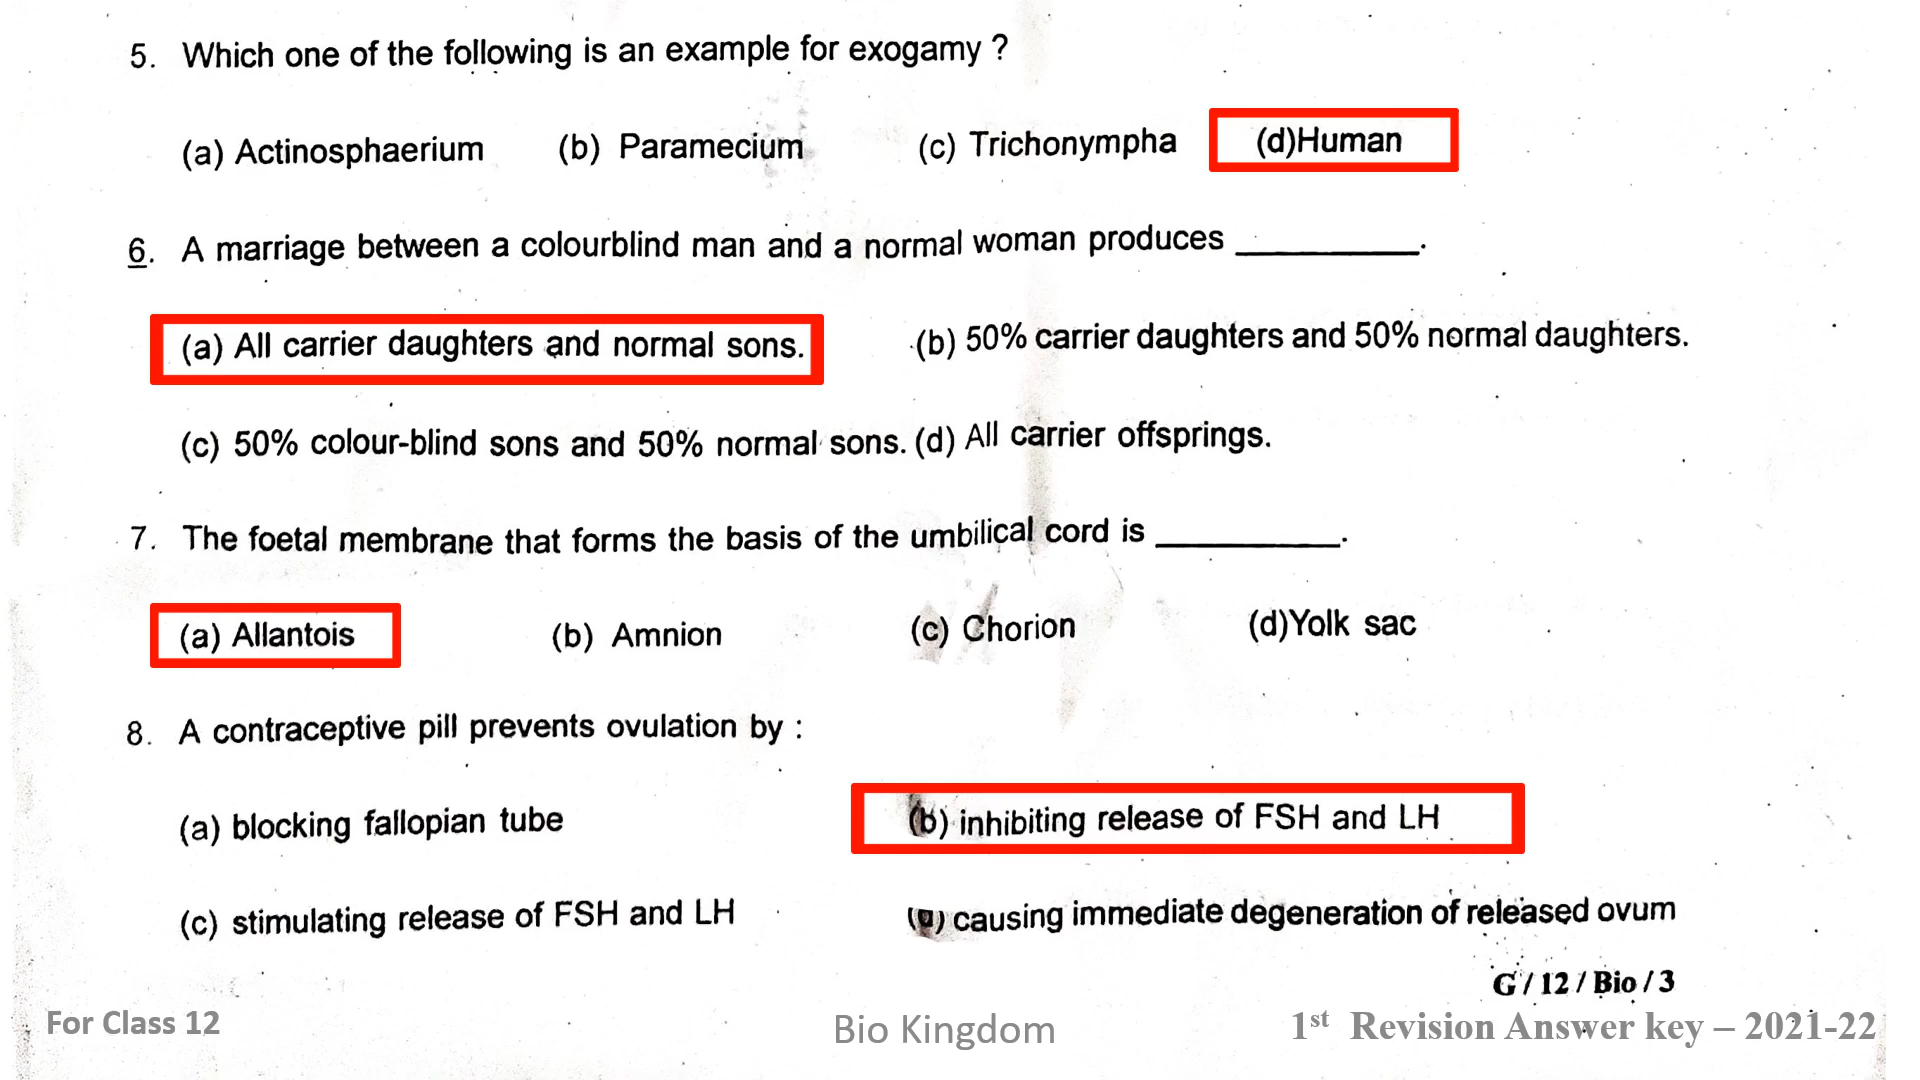 5. Which one of the following is an example for exogamy ?
(a) Actinosphaerium (b) Paramecium (c) Trichonympha (d)Human
6. A marriage between a colourblind man and a normal woman produces __________.
(a) All carrier daughters and normal sons. (b) 50% carrier daughters and 50% normal daughters.
(c) 50% colour-blind sons and 50% normal sons. (d) All carrier offsprings.
7. The foetal membrane that forms the basis of the umbilical cord is __________.
(a) Allantois (b) Amnion (c) Chorion (d)Yolk sac
8. A contraceptive pill prevents ovulation by :
(a) blocking fallopian tube (b) inhibiting release of FSH and LH
(c) stimulating release of FSH and LH causing immediate degeneration of released ovum
G / 12 / Bio / 3
For Class 12 Bio Kingdom 1st Revision Answer key – 2021-22